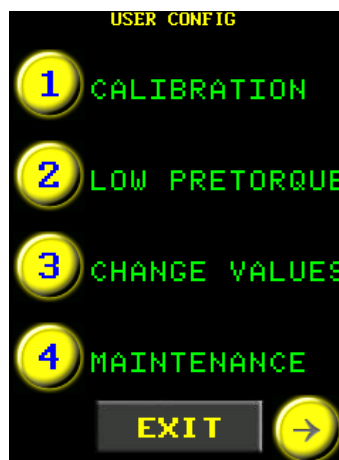 USER CONFIG
1 CALIBRATION
2 LOW PRETORQUE
3 CHANGE VALUES
4 MAINTENANCE
EXIT →